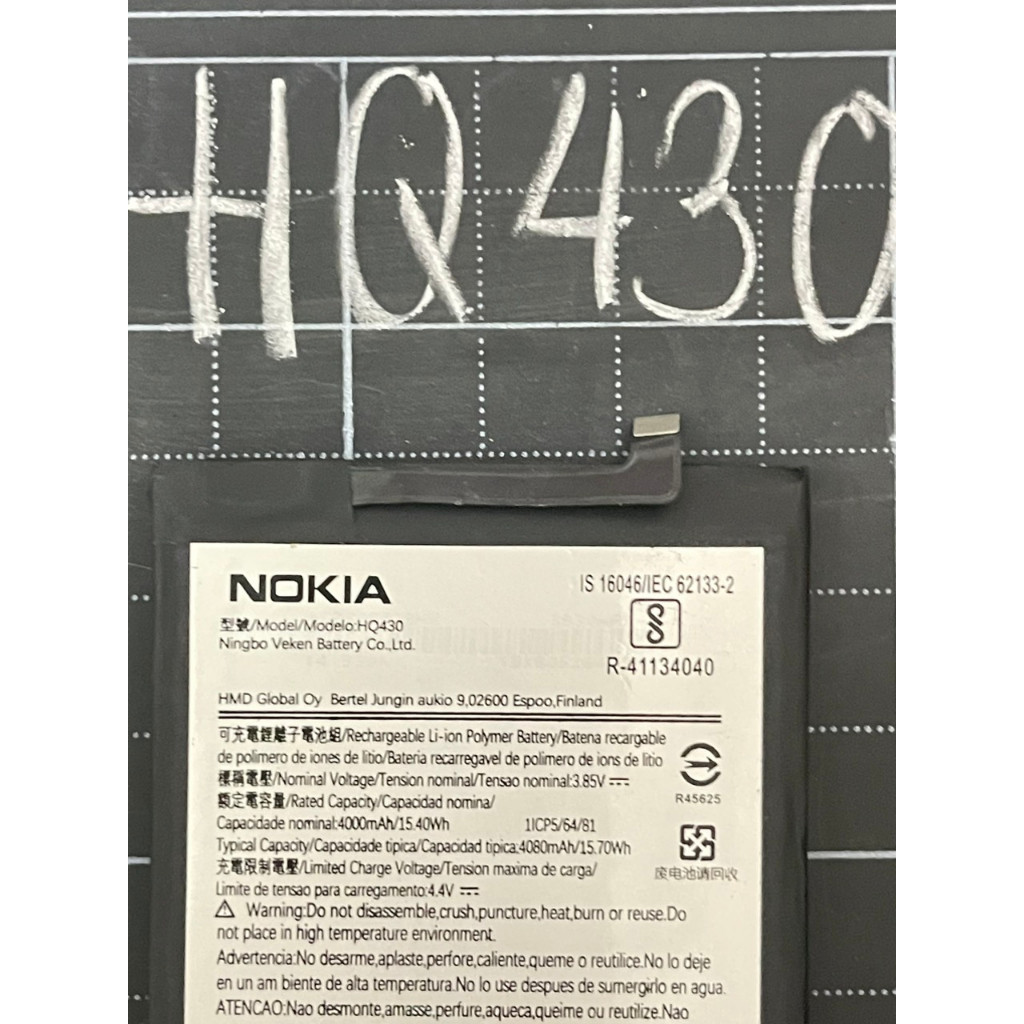 HQ430
NOKIA
IS 16046/IEC 62133-2
型號/Model/Modelo:HQ430
Ningbo Veken Battery Co.,Ltd.
R-41134040
HMD Global Oy Bertel Jungin aukio 9,02600 Espoo,Finland
可充電鋰離子電池組/Rechargeable Li-ion Polymer Battery/Batena recargable
de polimero de iones de litio/Bateria recarregavel de polimero de ions de litio
標稱電壓/Nominal Voltage/Tension nominal/Tensao nominal:3.85V
R45625
額定電容量/Rated Capacity/Capacidad nomina/
Capacidade nominal:4000mAh/15.40Wh 1ICP5/64/81
Typical Capacity/Capacidade tipica/Capacidad tipica:4080mAh/15.70Wh
充電限制電壓/Limited Charge Voltage/Tension maxima de carga/
废电池请回收
Limite de tensao para carregamento:4.4V
Warning:Do not disassemble,crush,puncture,heat,burn or reuse.Do
not place in high temperature environment.
Advertencia:No desarme,aplaste,perfore,caliente,queme o reutilice.No lo deje
en un am biente de alta temperatura.No lo use despues de sumergirlo en agua.
ATENCAO:Nao desmonte,amasse,perfure,aqueca,queime ou reutilize.Nao